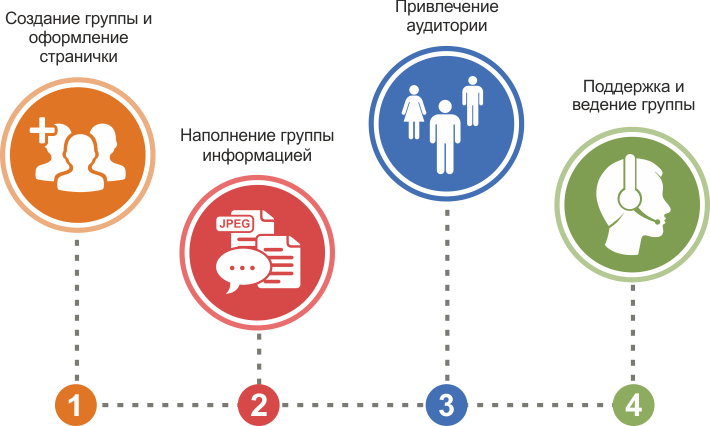 Создание группы и
оформление
странички
Наполнение группы
информацией
JPEG
Привлечение
аудитории
Поддержка и
ведение группы
1
2
3
4